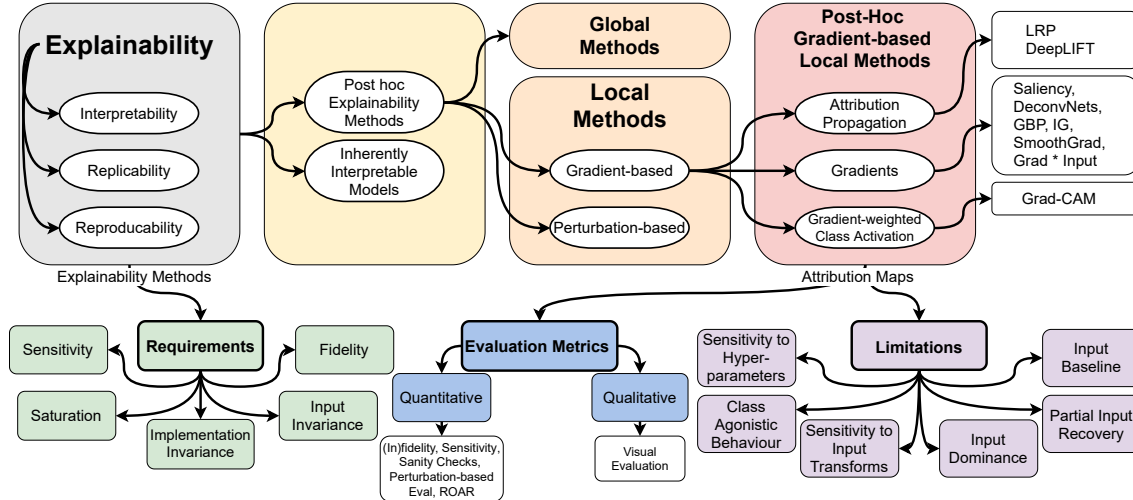 Explainability
Interpretability
Replicability
Reproducability
Post hoc
Explainability
Methods
Inherently
Interpretable
Models
Global
Methods
Local
Methods
Gradient-based
Perturbation-based
Post-Hoc
Gradient-based
Local Methods
Attribution
Propagation
Gradients
Gradient-weighted
Class Activation
LRP
DeepLIFT
Saliency,
DeconvNets,
GBP, IG,
SmoothGrad,
Grad * Input
Grad-CAM
Explainability Methods
Attribution Maps
Requirements
Sensitivity
Fidelity
Saturation
Implementation
Invariance
Input
Invariance
Evaluation Metrics
Quantitative
Qualitative
(In)fidelity, Sensitivity,
Sanity Checks,
Perturbation-based
Eval, ROAR
Visual
Evaluation
Limitations
Sensitivity to
Hyper-
parameters
Input
Baseline
Class
Agonistic
Behaviour
Sensitivity to
Input
Transforms
Input
Dominance
Partial Input
Recovery